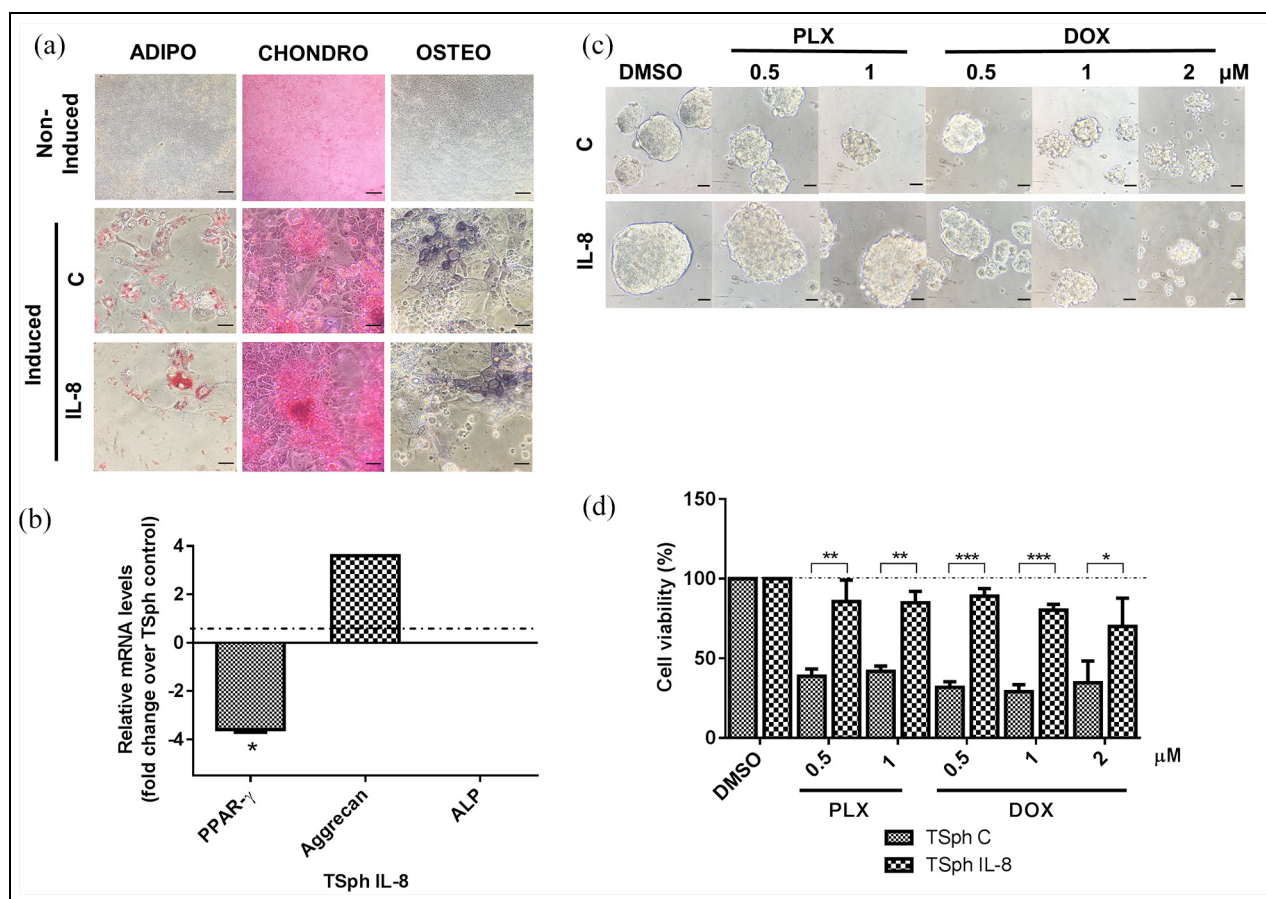 (a)
ADIPO CHONDRO OSTEO
Non-
Induced
Induced
C
IL-8
(b)
Relative mRNA levels
(fold change over TSph control)
4
2
0
-2
-4
*
PPAR-γ
Aggrecan
ALP
TSph IL-8
(c)
PLX DOX
DMSO 0.5 1 0.5 1 2 µM
C
IL-8
(d)
Cell viability (%)
150
100
50
0
** ** *** *** *
DMSO 0.5 1 0.5 1 2 µM
PLX DOX
TSph C
TSph IL-8